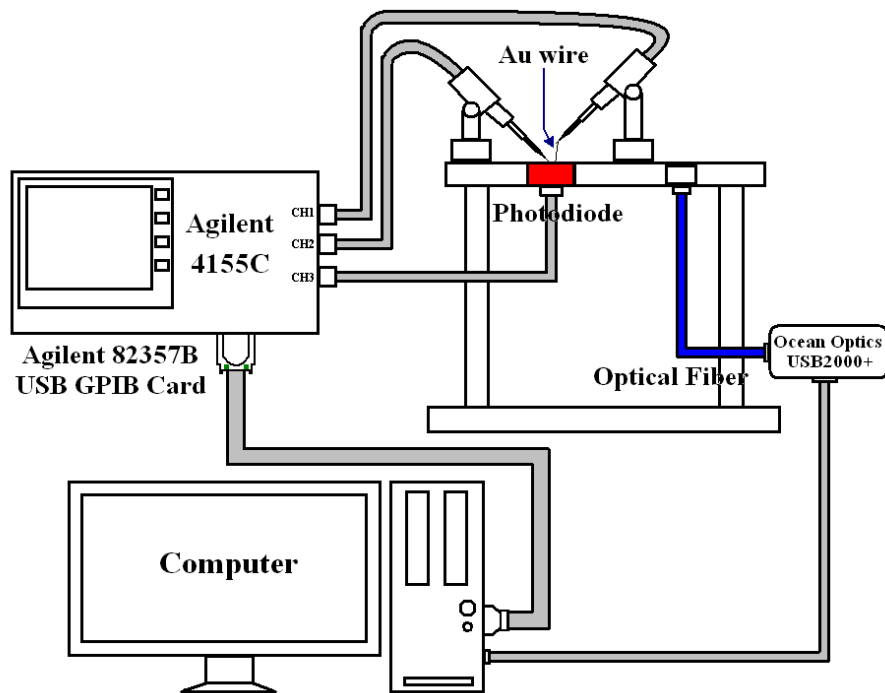 Au wire
Agilent
4155C
CH1
CH2
CH3
Photodiode
Agilent 82357B
USB GPIB Card
Optical Fiber
Ocean Optics
USB2000+
Computer